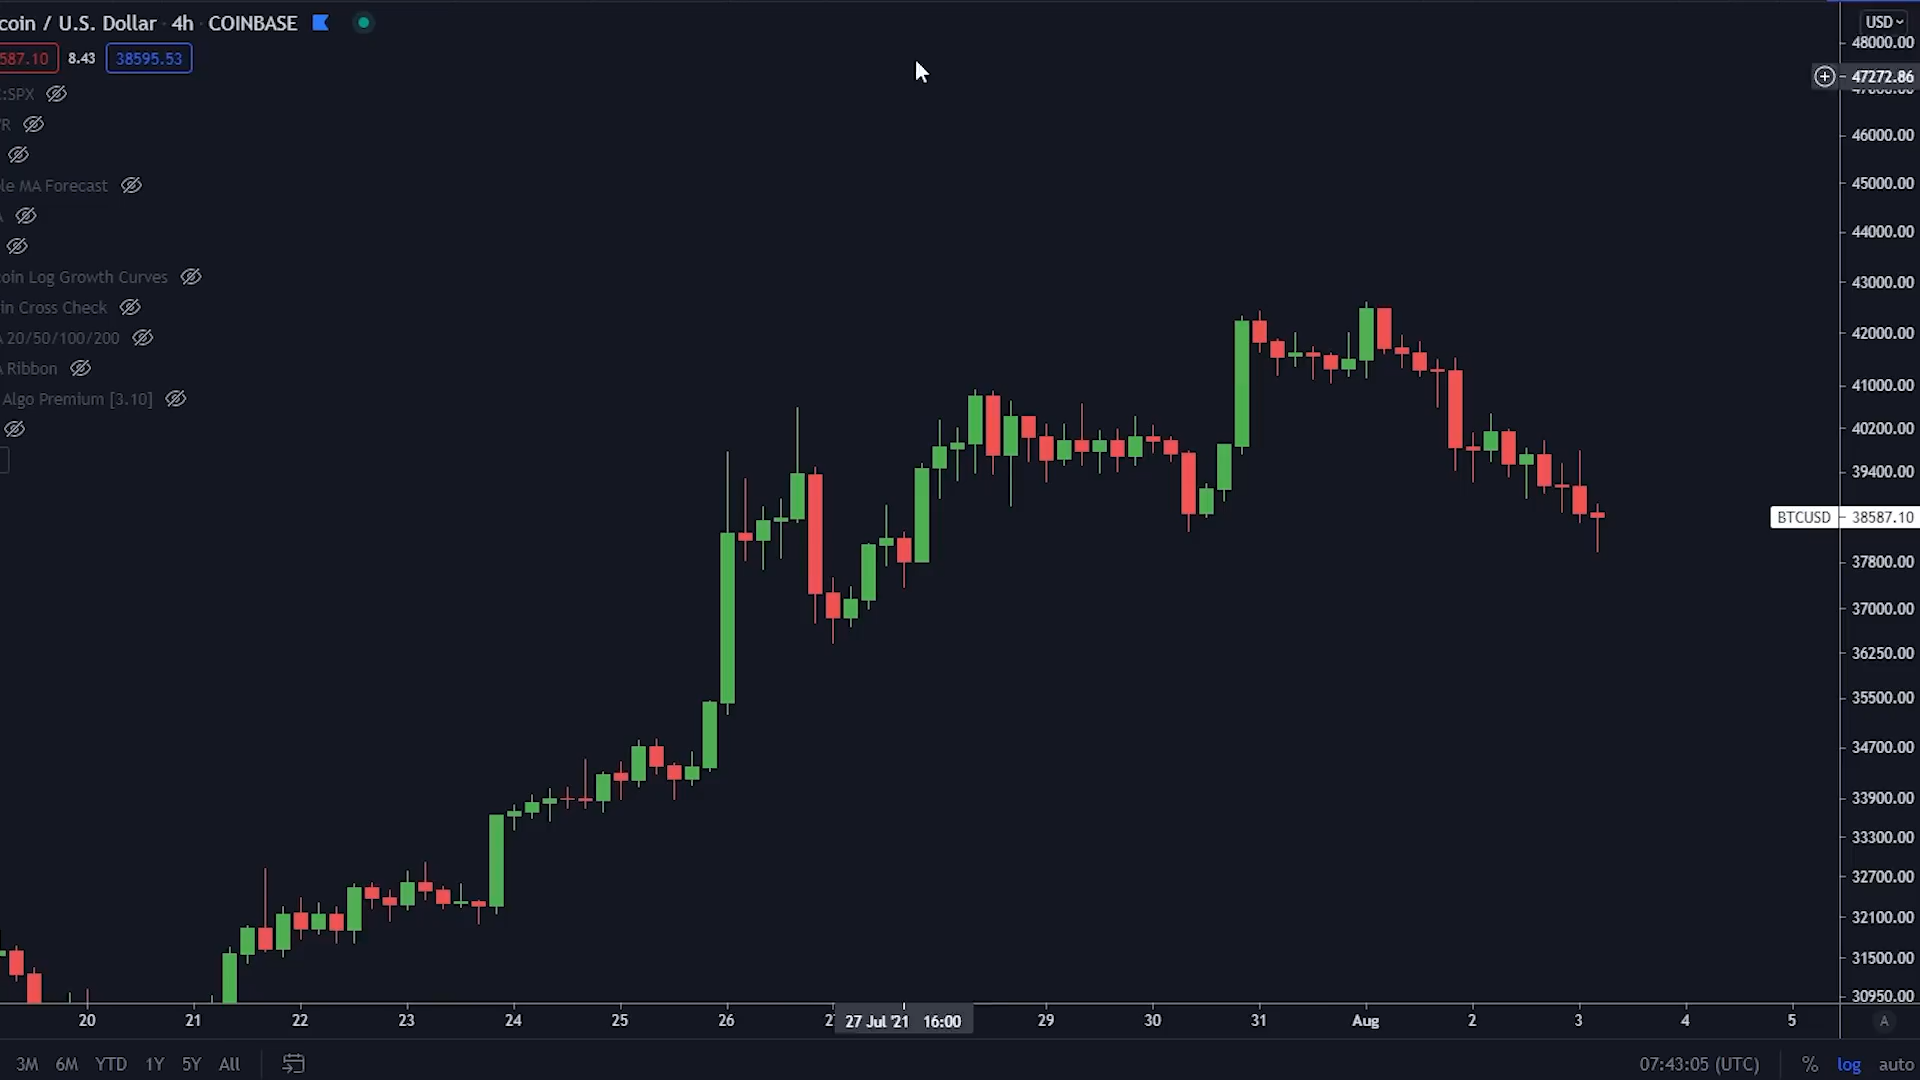 coin / U.S. Dollar · 4h · COINBASE
587.10 8.43 38595.53
:SPX
R
le MA Forecast
coin Log Growth Curves
in Cross Check
20/50/100/200
Ribbon
Algo Premium [3.10]
USD
48000.00
47272.86
46000.00
45000.00
44000.00
43000.00
42000.00
41000.00
40200.00
39400.00
BTCUSD 38587.10
37800.00
37000.00
36250.00
35500.00
34700.00
33900.00
33300.00
32700.00
32100.00
31500.00
30950.00
20 21 22 23 24 25 26 27 Jul '21 16:00 29 30 31 Aug 2 3 4 5 A
3M 6M YTD 1Y 5Y All 07:43:05 (UTC) % log auto